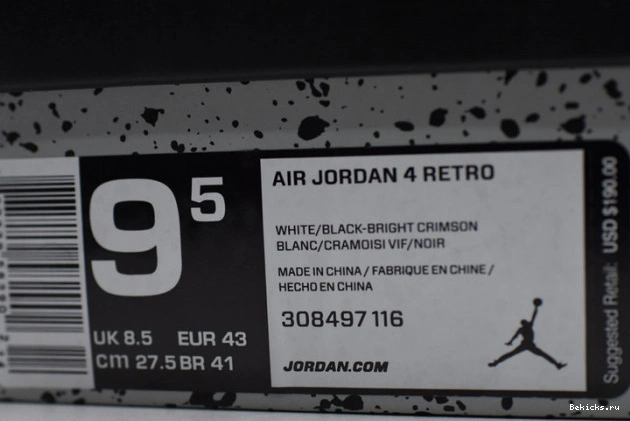 9 5
UK 8.5 EUR 43
cm 27.5 BR 41
AIR JORDAN 4 RETRO
WHITE/BLACK-BRIGHT CRIMSON
BLANC/CRAMOISI VIF/NOIR
MADE IN CHINA / FABRIQUE EN CHINE /
HECHO EN CHINA
308497 116
JORDAN.COM
Suggested Retail: USD $190.00
Bekicks.ru